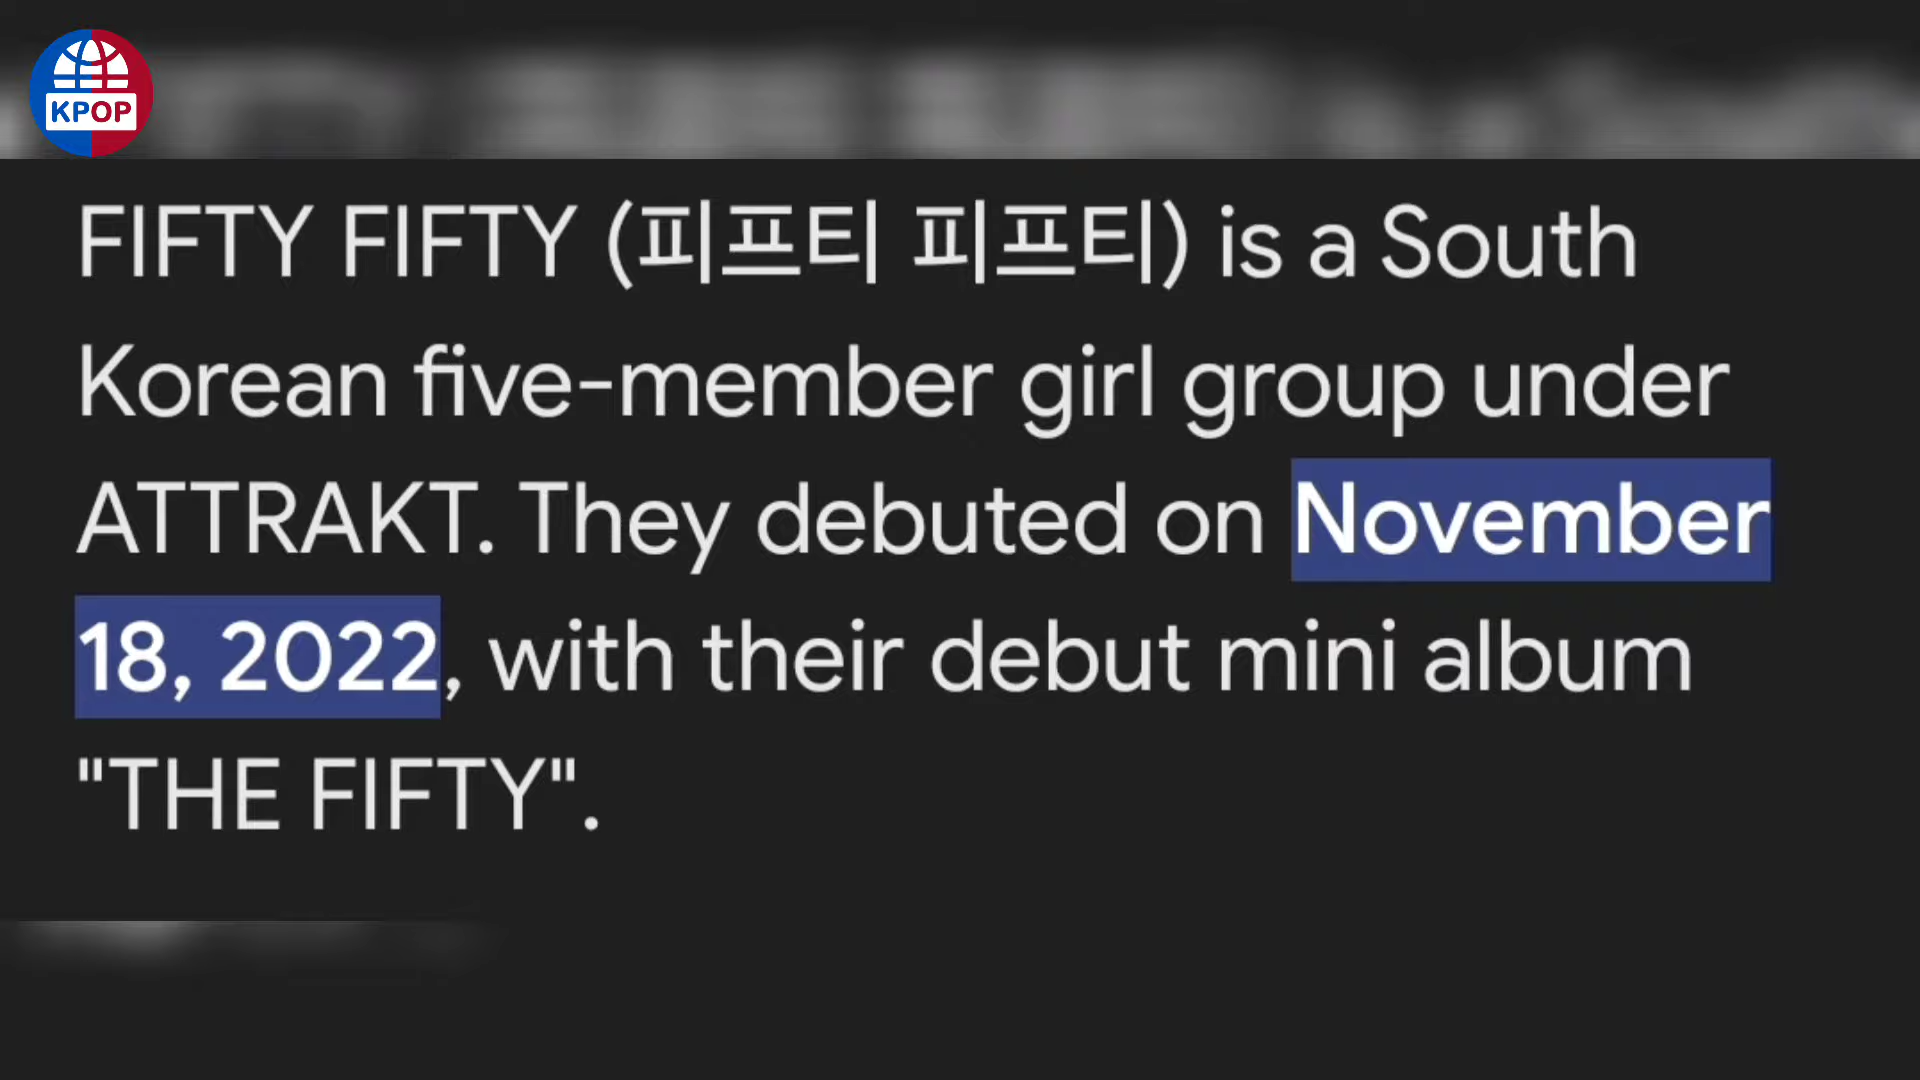 KPOP
FIFTY FIFTY (피프티 피프티) is a South
Korean five-member girl group under
ATTRAKT. They debuted on November
18, 2022, with their debut mini album
"THE FIFTY".